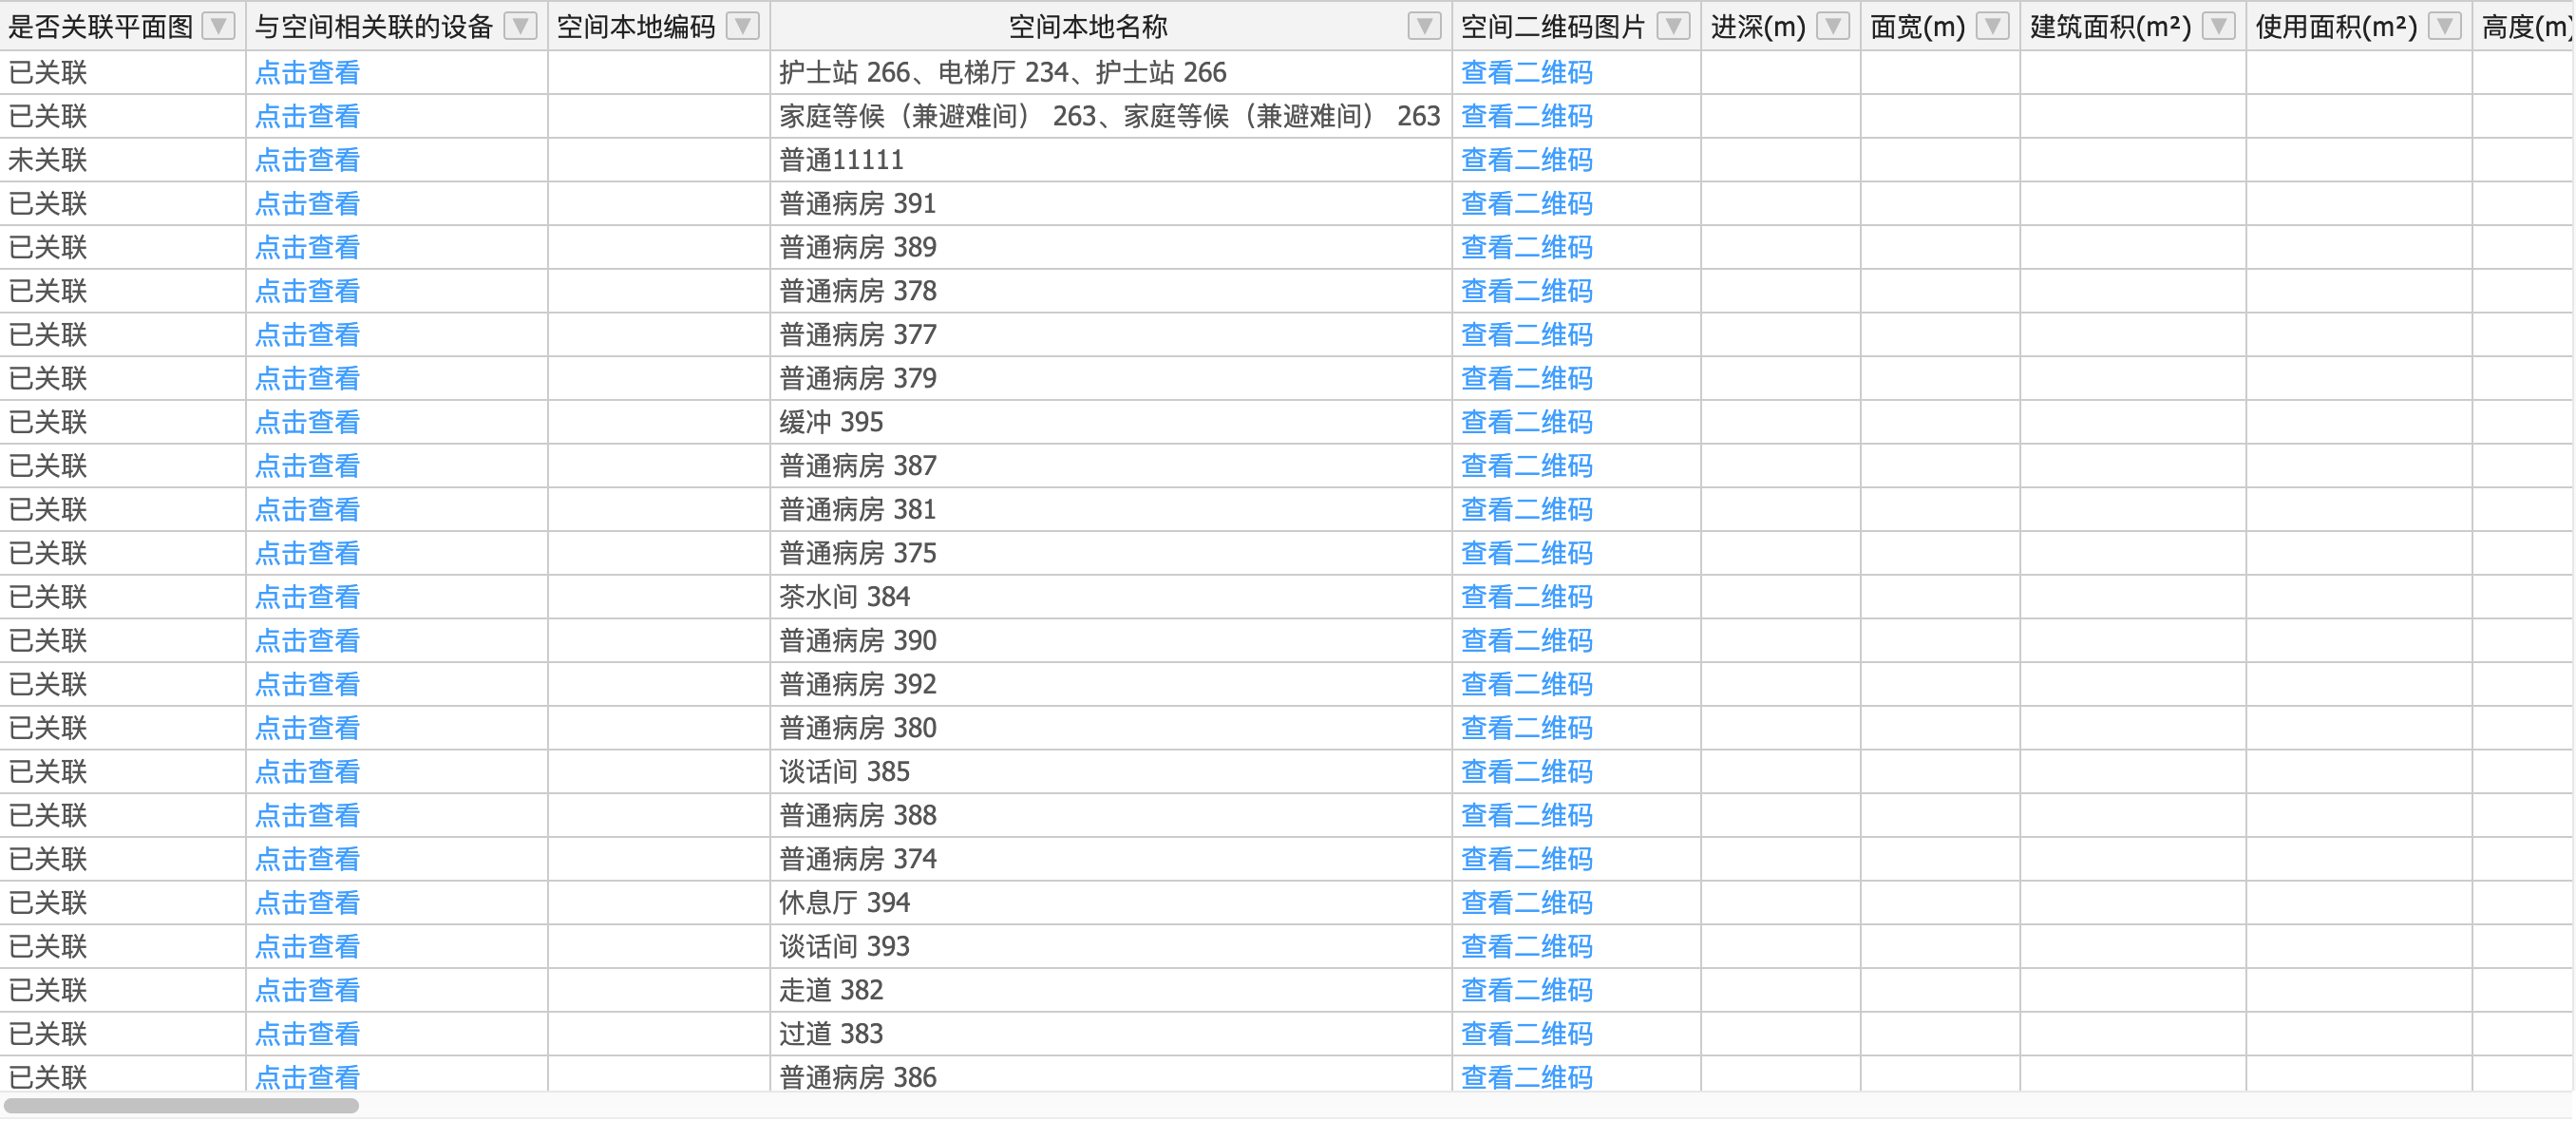 是否关联平面图 与空间相关联的设备 空间本地编码 空间本地名称 空间二维码图片 进深(m) 面宽(m) 建筑面积(m²) 使用面积(m²) 高度(m)
已关联 点击查看 护士站 266、电梯厅 234、护士站 266 查看二维码
已关联 点击查看 家庭等候（兼避难间） 263、家庭等候（兼避难间） 263 查看二维码
未关联 点击查看 普通11111 查看二维码
已关联 点击查看 普通病房 391 查看二维码
已关联 点击查看 普通病房 389 查看二维码
已关联 点击查看 普通病房 378 查看二维码
已关联 点击查看 普通病房 377 查看二维码
已关联 点击查看 普通病房 379 查看二维码
已关联 点击查看 缓冲 395 查看二维码
已关联 点击查看 普通病房 387 查看二维码
已关联 点击查看 普通病房 381 查看二维码
已关联 点击查看 普通病房 375 查看二维码
已关联 点击查看 茶水间 384 查看二维码
已关联 点击查看 普通病房 390 查看二维码
已关联 点击查看 普通病房 392 查看二维码
已关联 点击查看 普通病房 380 查看二维码
已关联 点击查看 谈话间 385 查看二维码
已关联 点击查看 普通病房 388 查看二维码
已关联 点击查看 普通病房 374 查看二维码
已关联 点击查看 休息厅 394 查看二维码
已关联 点击查看 谈话间 393 查看二维码
已关联 点击查看 走道 382 查看二维码
已关联 点击查看 过道 383 查看二维码
已关联 点击查看 普通病房 386 查看二维码